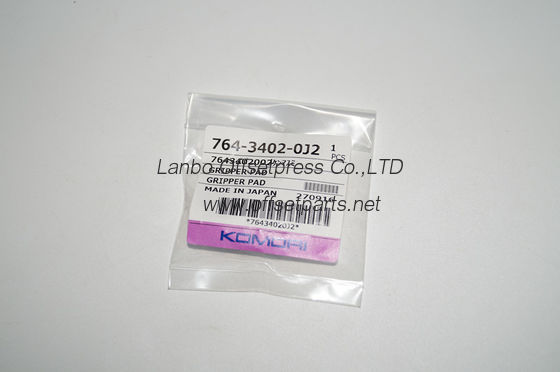 764-3402-0J2 1
PCS
Lanbo Offsetpress Co.,LTD
GRIPPER PAD
GRIPPER PAD
MADE IN JAPAN
www.offsetparts.net
*76434020J2*
KOMORI